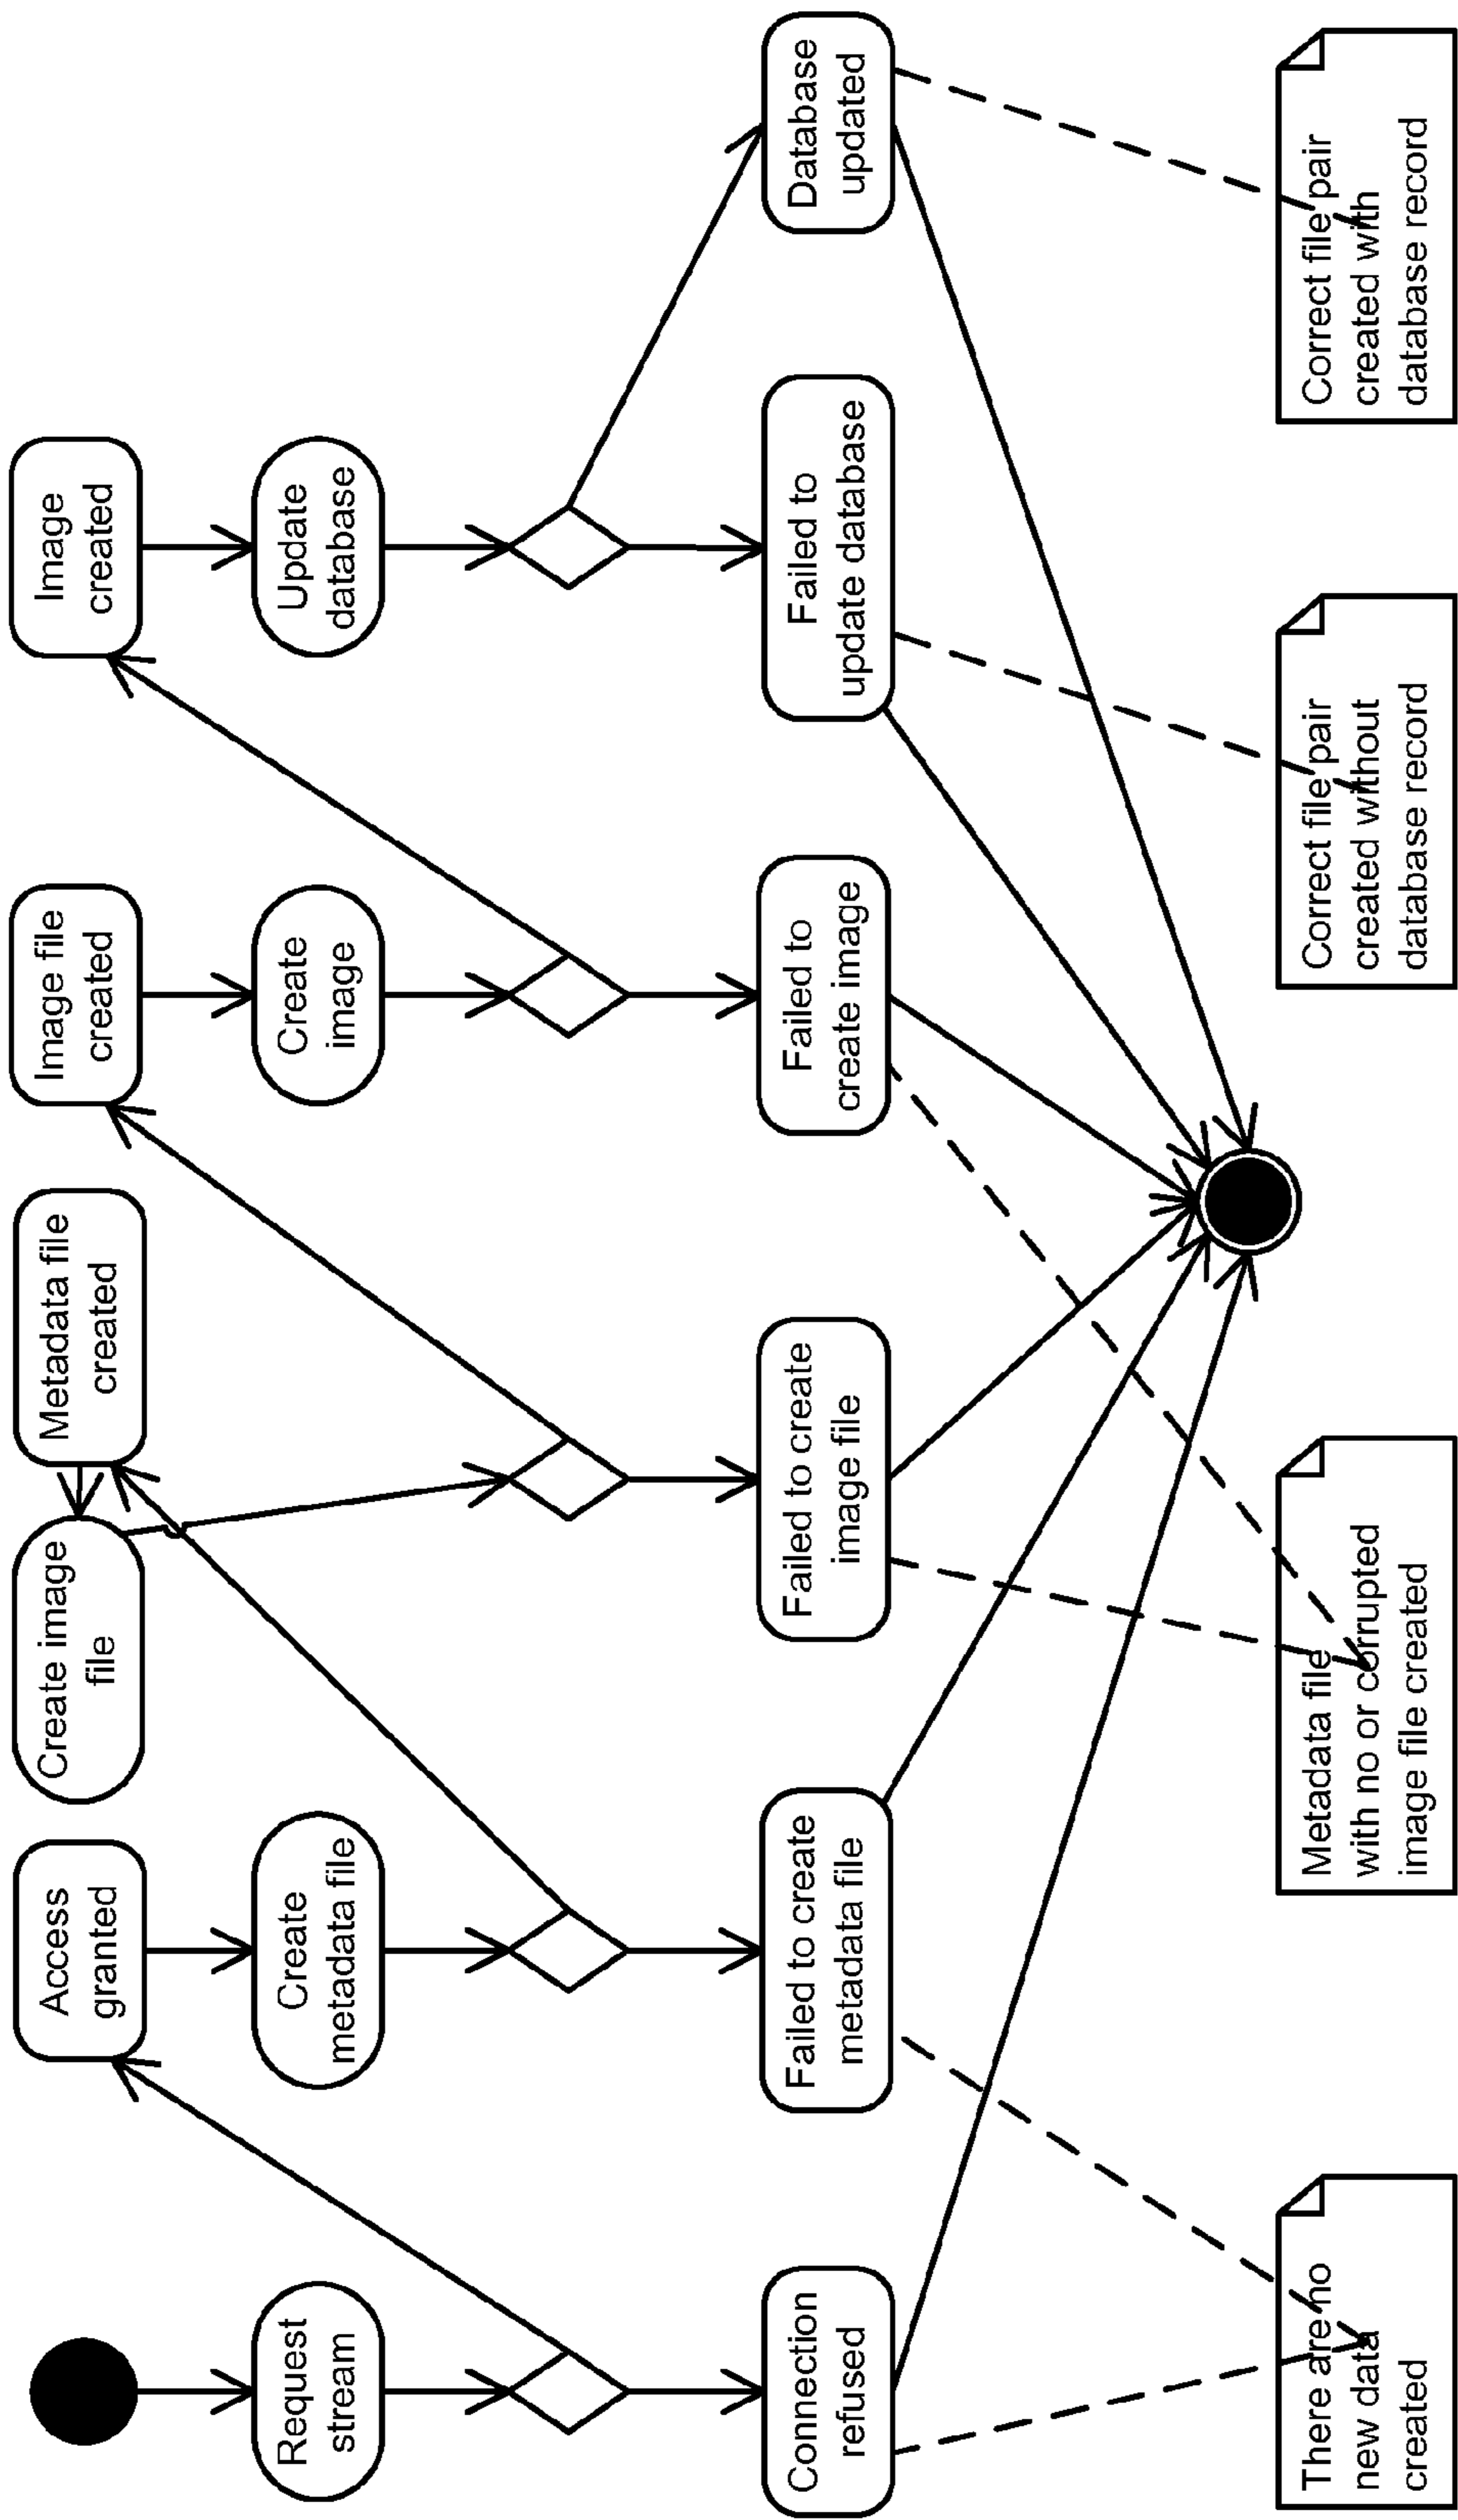 Request
stream
Connection
refused
There are no
new data
created
Access
granted
Create
metadata file
Failed to create
metadata file
Create image
file
Metadata file
created
Failed to create
image file
Metadata file
with no or corrupted
image file created
Image file
created
Create
image
Failed to
create image
Image
created
Update
database
Failed to
update database
Correct file pair
created without
database record
Database
updated
Correct file pair
created with
database record